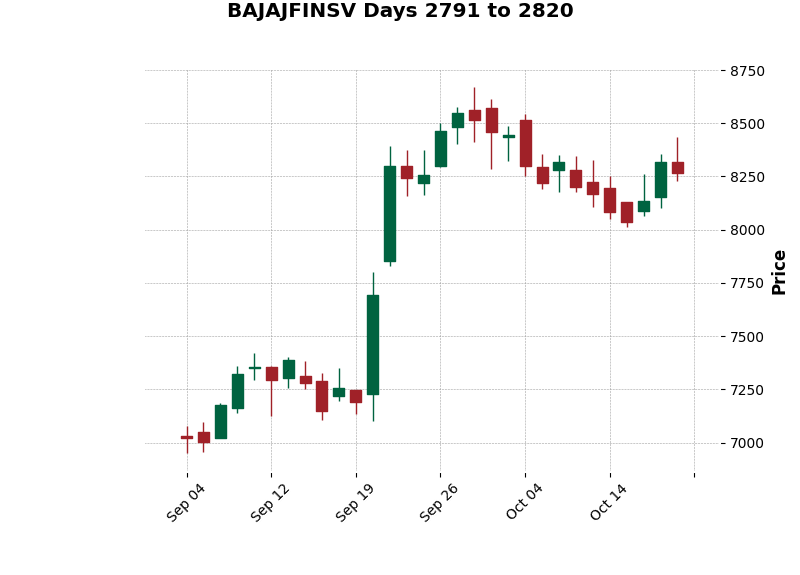 BAJAJFINSV Days 2791 to 2820
8750
8500
8250
8000
7750
7500
7250
7000
Price
Sep 04
Sep 12
Sep 19
Sep 26
Oct 04
Oct 14